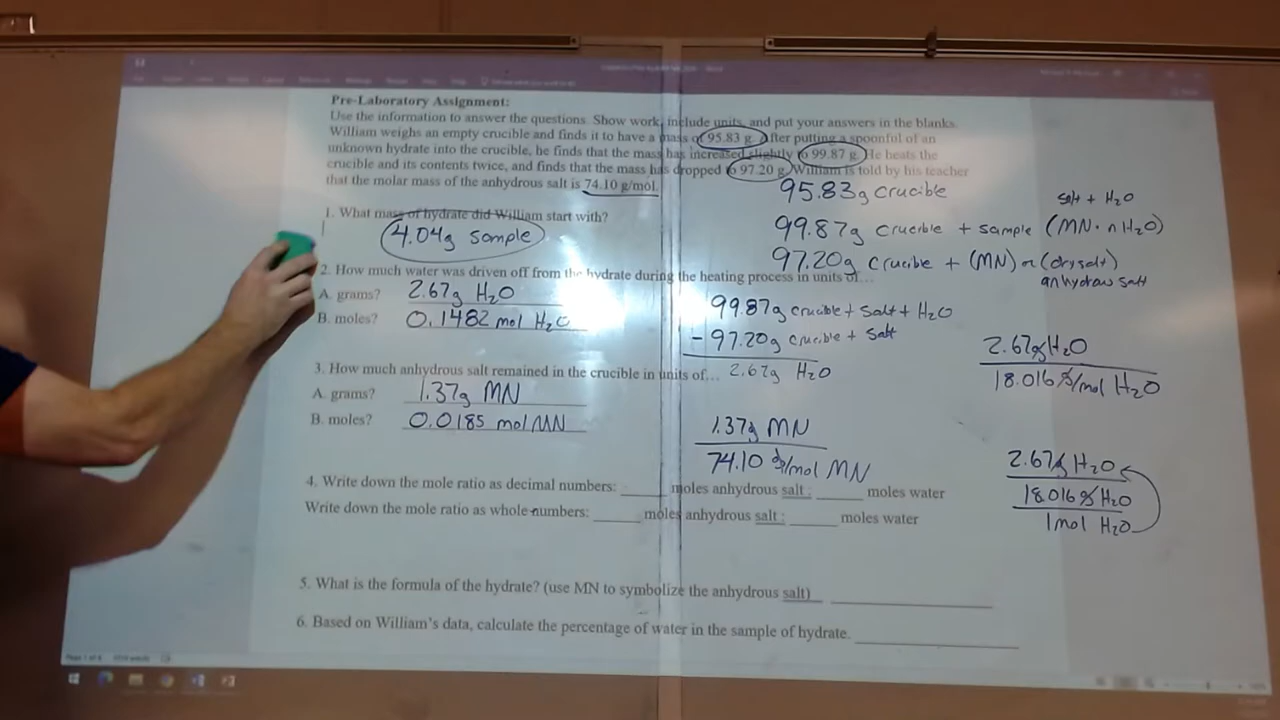 Pre-Laboratory Assignment:
Use the information to answer the questions. Show work, include units, and put your answers in the blanks.
William weighs an empty crucible and finds it to have a mass of 95.83 g. After putting a spoonful of an
unknown hydrate into the crucible, he finds that the mass has increased slightly to 99.87 g. He heats the
crucible and its contents twice, and finds that the mass has dropped to 97.20 g. William is told by his teacher
that the molar mass of the anhydrous salt is 74.10 g/mol.
95.83g crucible
salt + H2O
99.87g crucible + sample (MN · n H2O)
97.20g crucible + (MN) or (dry salt)
anhydrous salt
1. What mass of hydrate did William start with?
4.04g sample
2. How much water was driven off from the hydrate during the heating process in units of…
A. grams? 2.67g H2O
B. moles? 0.1482 mol H2O
99.87g crucible + salt + H2O
- 97.20g crucible + salt
2.67g H2O
2.67g H2O
18.016 g/mol H2O
3. How much anhydrous salt remained in the crucible in units of…
A. grams? 1.37g MN
B. moles? 0.0185 mol MN
1.37g MN
74.10 g/mol MN
2.67g H2O
18.016g H2O
1 mol H2O
4. Write down the mole ratio as decimal numbers: _____ moles anhydrous salt : _____ moles water
Write down the mole ratio as whole numbers: _____ moles anhydrous salt : _____ moles water
5. What is the formula of the hydrate? (use MN to symbolize the anhydrous salt)
6. Based on William's data, calculate the percentage of water in the sample of hydrate.